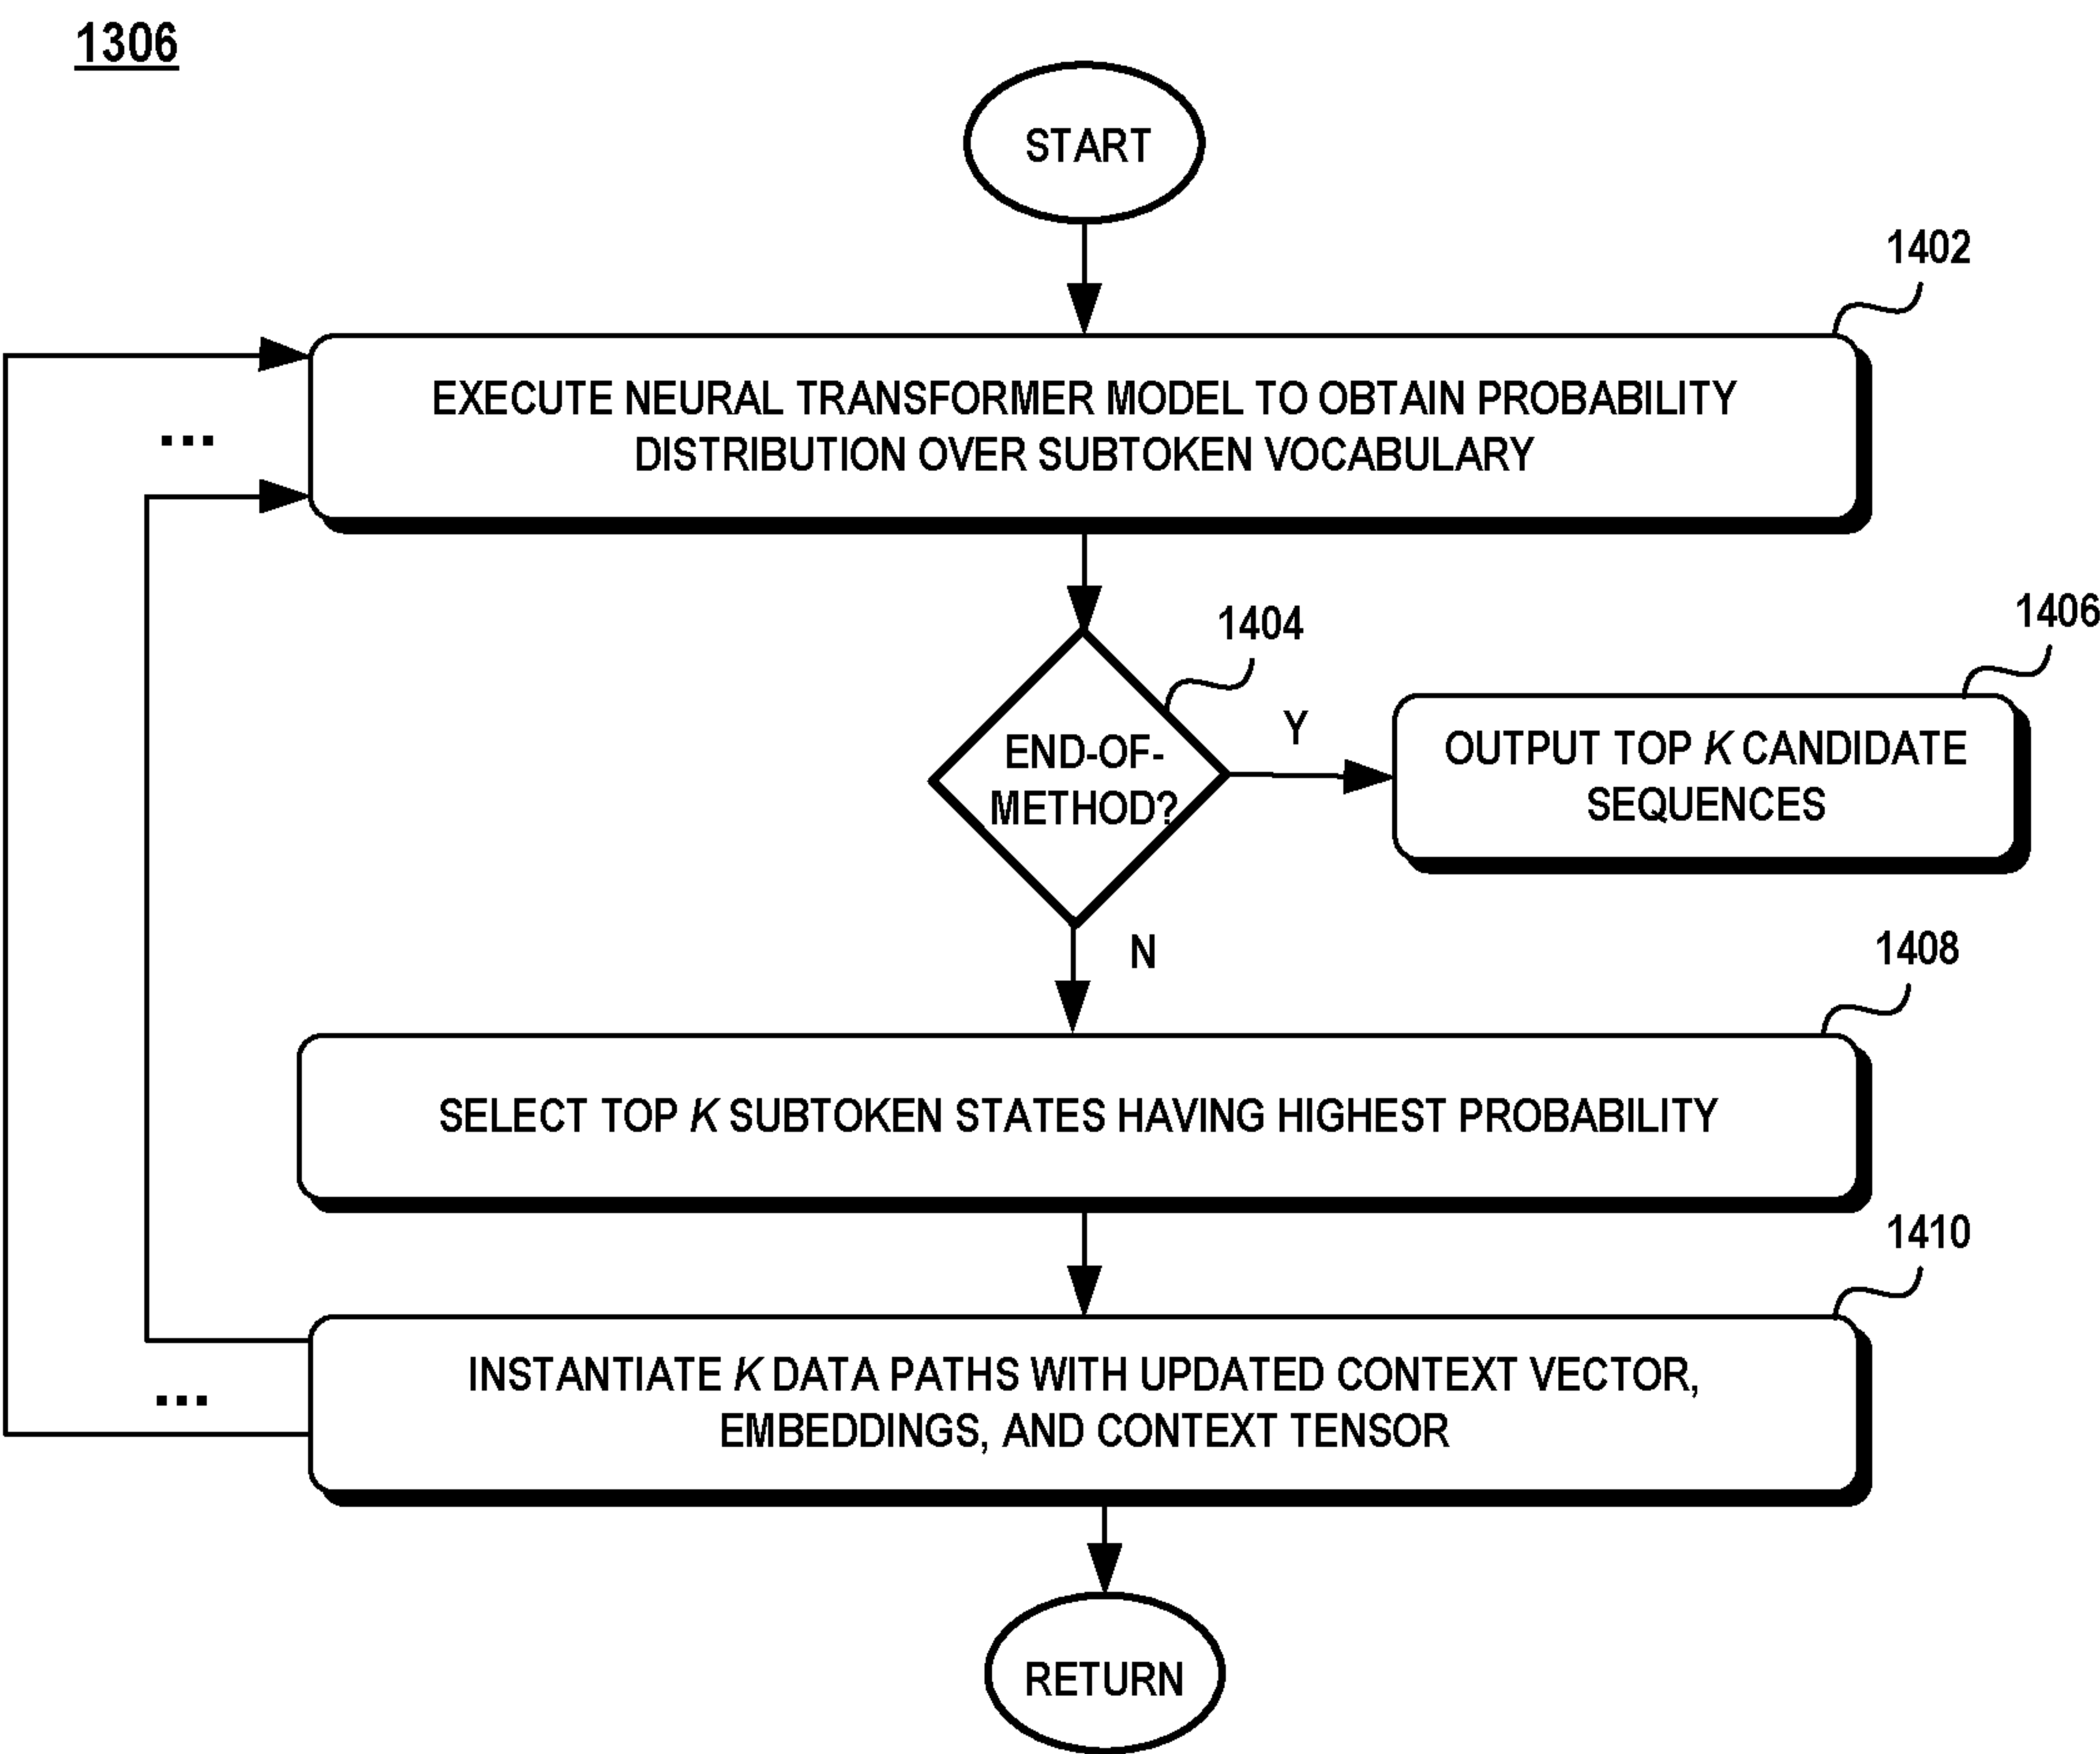 1306
START
1402
EXECUTE NEURAL TRANSFORMER MODEL TO OBTAIN PROBABILITY
DISTRIBUTION OVER SUBTOKEN VOCABULARY
...
1404
1406
END-OF-
METHOD?
Y
OUTPUT TOP K CANDIDATE
SEQUENCES
N
1408
SELECT TOP K SUBTOKEN STATES HAVING HIGHEST PROBABILITY
1410
INSTANTIATE K DATA PATHS WITH UPDATED CONTEXT VECTOR,
EMBEDDINGS, AND CONTEXT TENSOR
...
RETURN